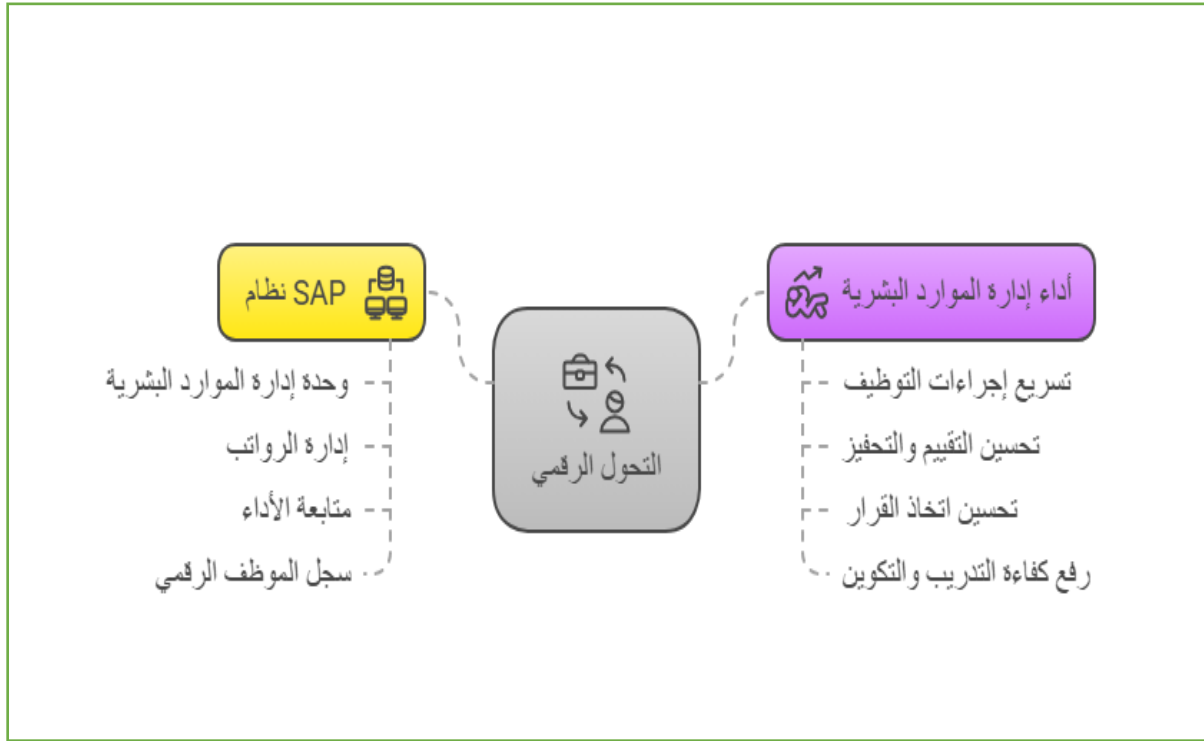 أداء إدارة الموارد البشرية
تسريع إجراءات التوظيف
تحسين التقييم والتحفيز
تحسين اتخاذ القرار
رفع كفاءة التدريب والتكوين
التحول الرقمي
نظام SAP
وحدة إدارة الموارد البشرية
إدارة الرواتب
متابعة الأداء
سجل الموظف الرقمي